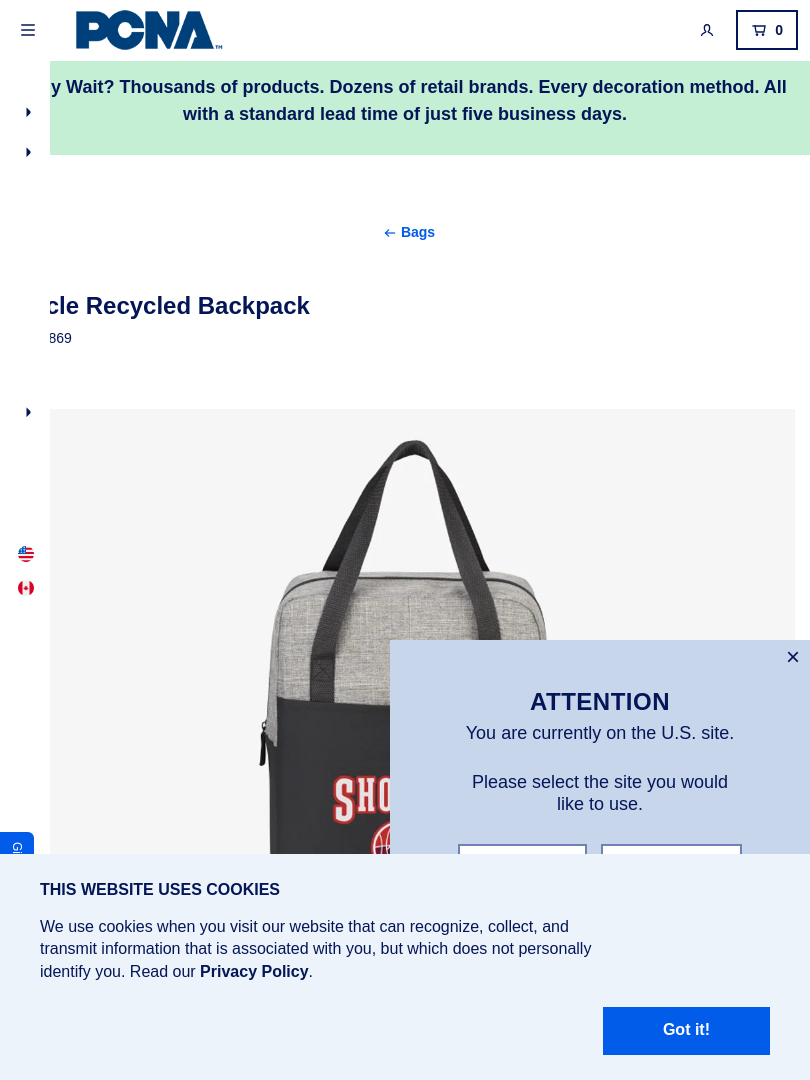 PCNA
TM
0
y Wait? Thousands of products. Dozens of retail brands. Every decoration method. All
with a standard lead time of just five business days.
← Bags
cle Recycled Backpack
869
ATTENTION
You are currently on the U.S. site.
Please select the site you would
like to use.
THIS WEBSITE USES COOKIES
We use cookies when you visit our website that can recognize, collect, and
transmit information that is associated with you, but which does not personally
identify you. Read our Privacy Policy.
Got it!